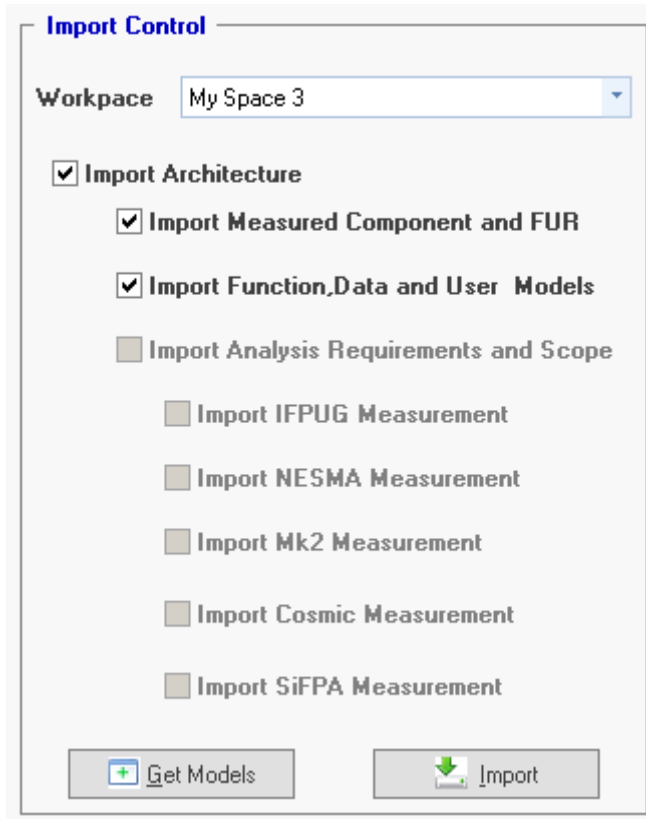 Import Control
Workpace My Space 3
Import Architecture
Import Measured Component and FUR
Import Function,Data and User Models
Import Analysis Requirements and Scope
Import IFPUG Measurement
Import NESMA Measurement
Import Mk2 Measurement
Import Cosmic Measurement
Import SiFPA Measurement
Get Models Import